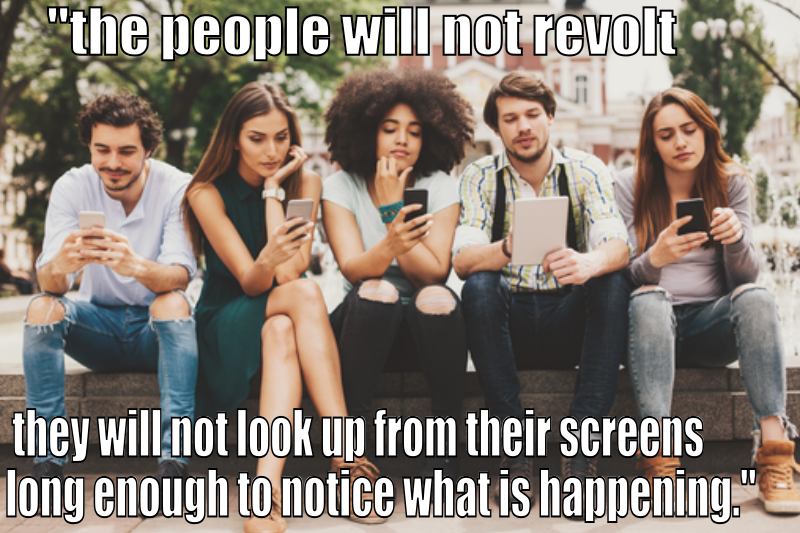 "the people will not revolt
they will not look up from their screens
long enough to notice what is happening."